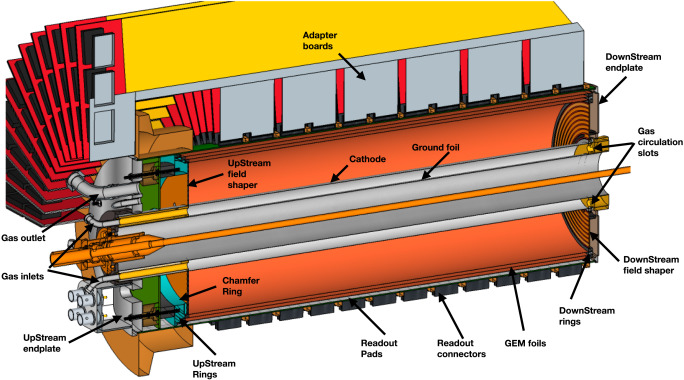 Adapter
boards
DownStream
endplate
Gas
circulation
slots
UpStream
field
shaper
Cathode
Ground foil
Gas outlet
Gas inlets
Chamfer
Ring
DownStream
field shaper
UpStream
endplate
UpStream
Rings
Readout
Pads
Readout
connectors
GEM foils
DownStream
rings